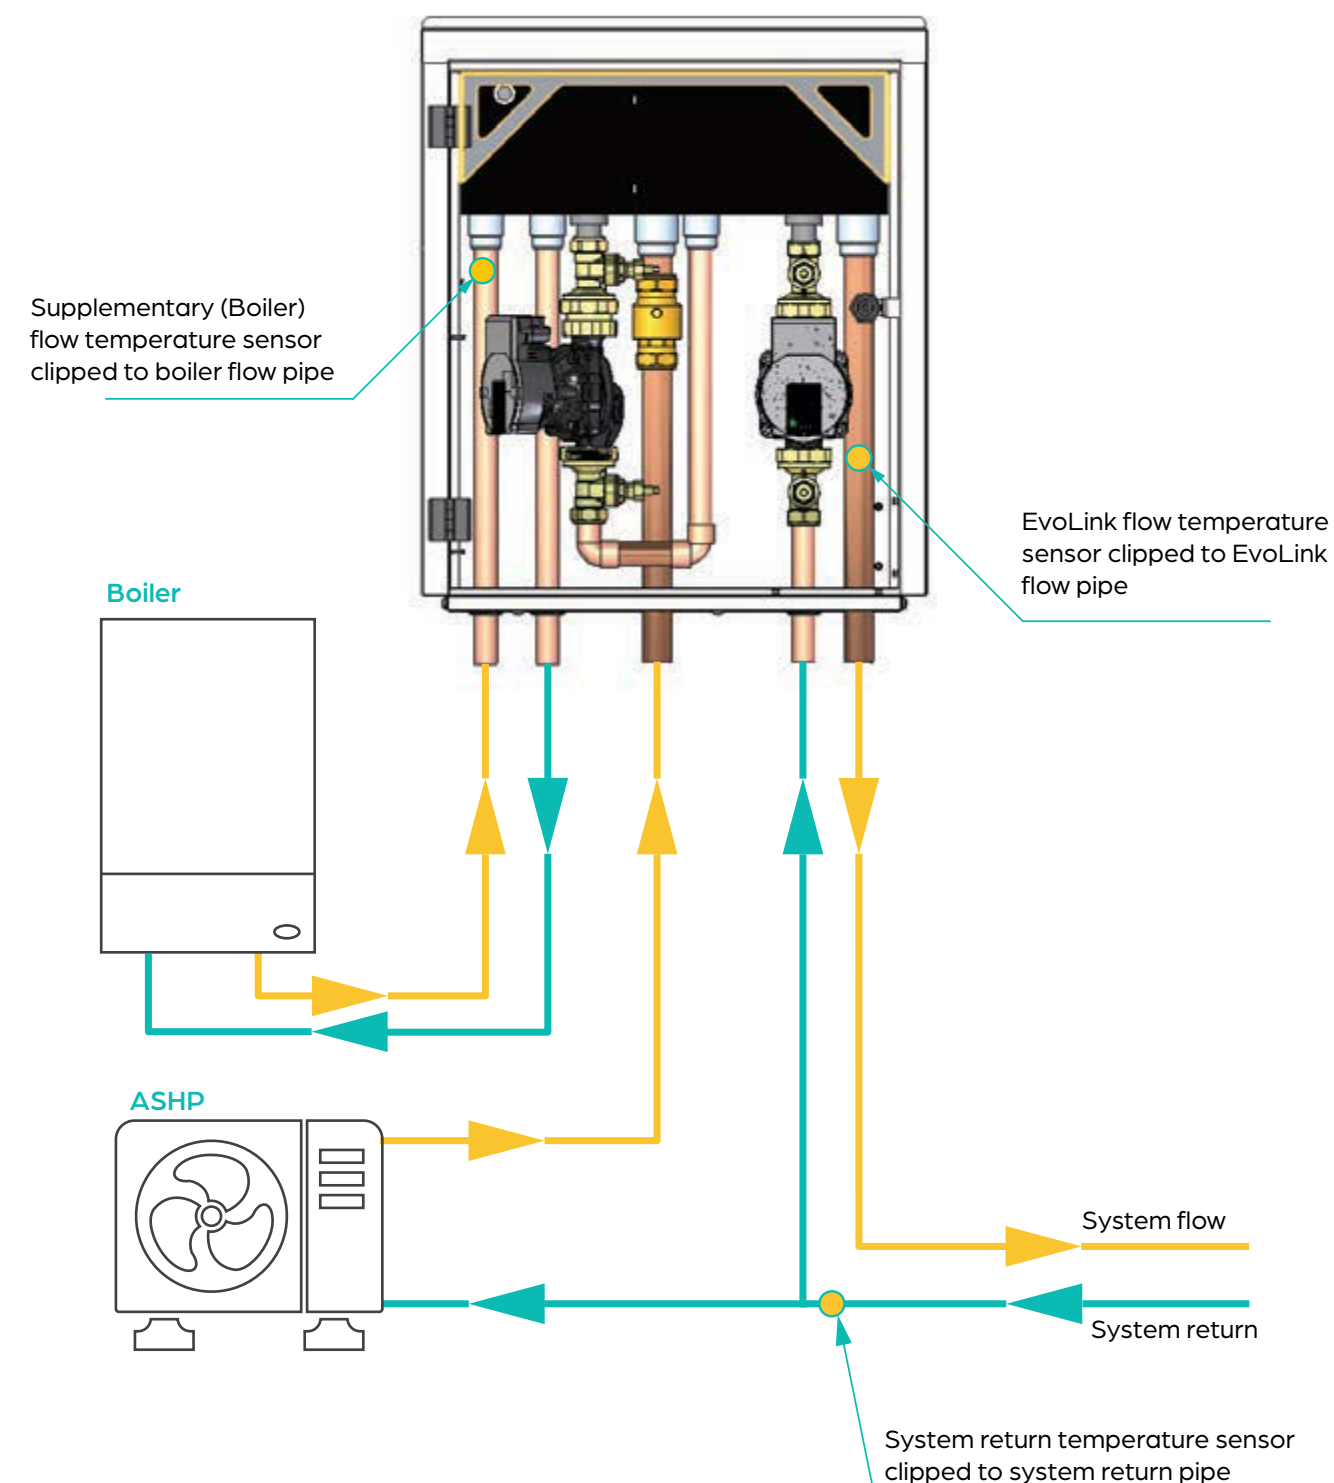 Supplementary (Boiler)
flow temperature sensor
clipped to boiler flow pipe
EvoLink flow temperature
sensor clipped to EvoLink
flow pipe
Boiler
ASHP
System flow
System return
System return temperature sensor
clipped to system return pipe